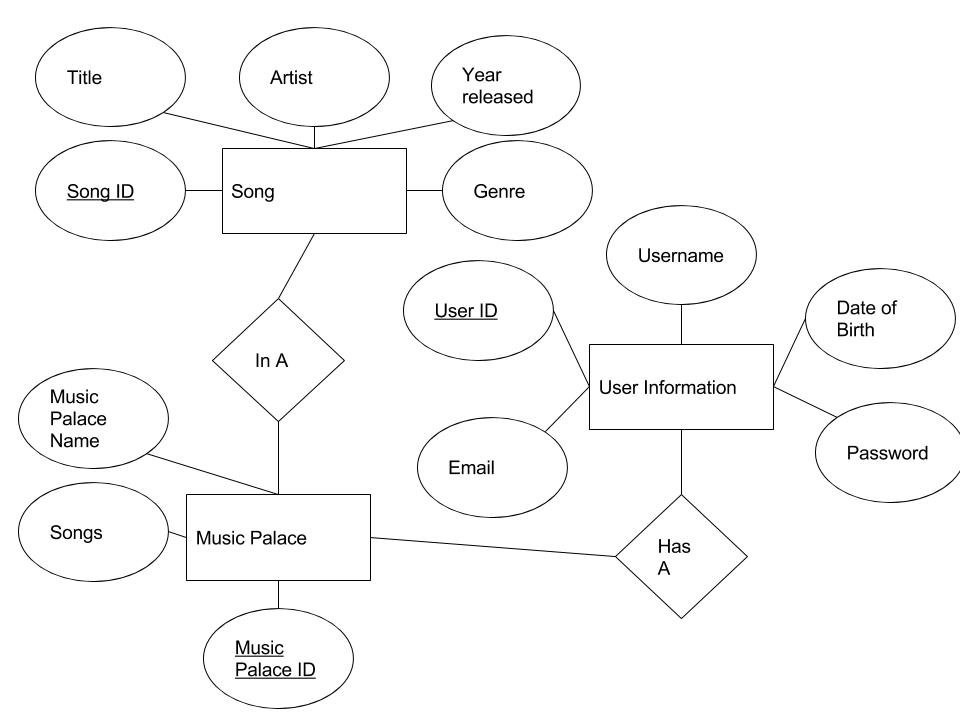 Title
Artist
Year
released
Song ID
Song
Genre
Username
User ID
Date of
Birth
In A
User Information
Music
Palace
Name
Email
Password
Songs
Music Palace
Has
A
Music
Palace ID